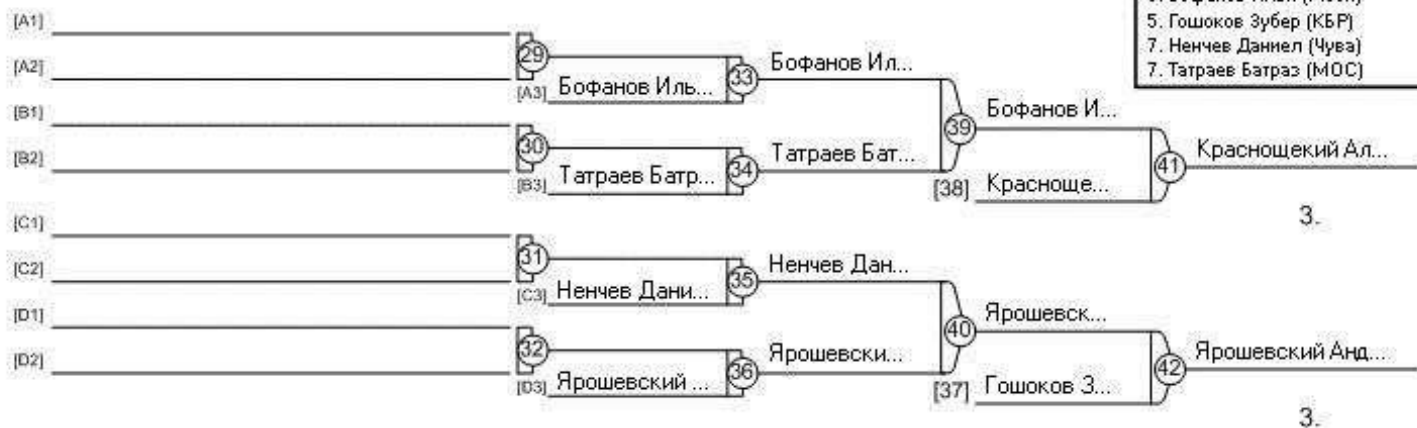 5. Гошоков Зубер (КБР)
7. Ненчев Даниел (Чува)
7. Татраев Батраз (МОС)
[A1]
[A2]
29
[A3] Бофанов Иль...
33
Бофанов Ил...
[B1]
[B2]
30
[B3] Татраев Батр...
34
Татраев Бат...
39
Бофанов И...
[38] Красноще...
41
Краснощекий Ал...
3.
[C1]
[C2]
31
[C3] Ненчев Дани...
35
Ненчев Дан...
[D1]
[D2]
32
[D3] Ярошевский ...
36
Ярошевски...
40
Ярошевск...
[37] Гошоков З...
42
Ярошевский Анд...
3.